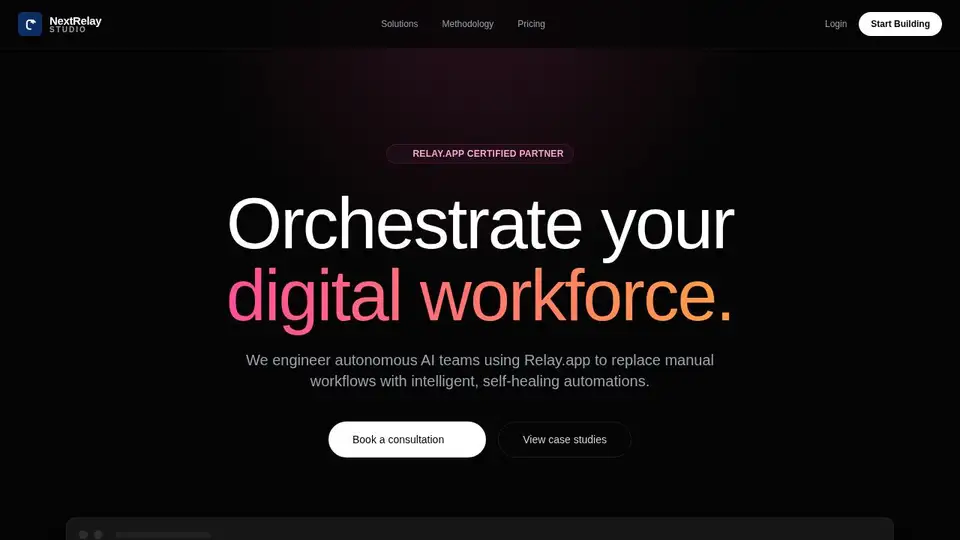 NextRelay
STUDIO
Solutions
Methodology
Pricing
Login
Start Building
RELAY.APP CERTIFIED PARTNER
Orchestrate your
digital workforce.
We engineer autonomous AI teams using Relay.app to replace manual
workflows with intelligent, self-healing automations.
Book a consultation
View case studies